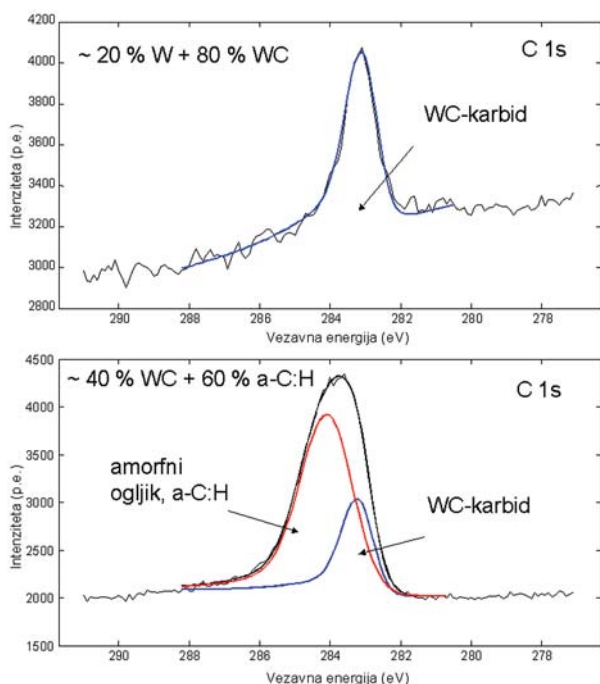 4200
4000
3800
3600
3400
3200
3000
2800
Intenziteta (p.e.)
~ 20 % W + 80 % WC
C 1s
WC-karbid
290 288 286 284 282 280 278
Vezavna energija (eV)
4500
4000
3500
3000
2500
2000
1500
Intenziteta (p.e.)
~ 40 % WC + 60 % a-C:H
C 1s
amorfni
ogljik, a-C:H
WC-karbid
290 288 286 284 282 280 278
Vezavna energija (eV)